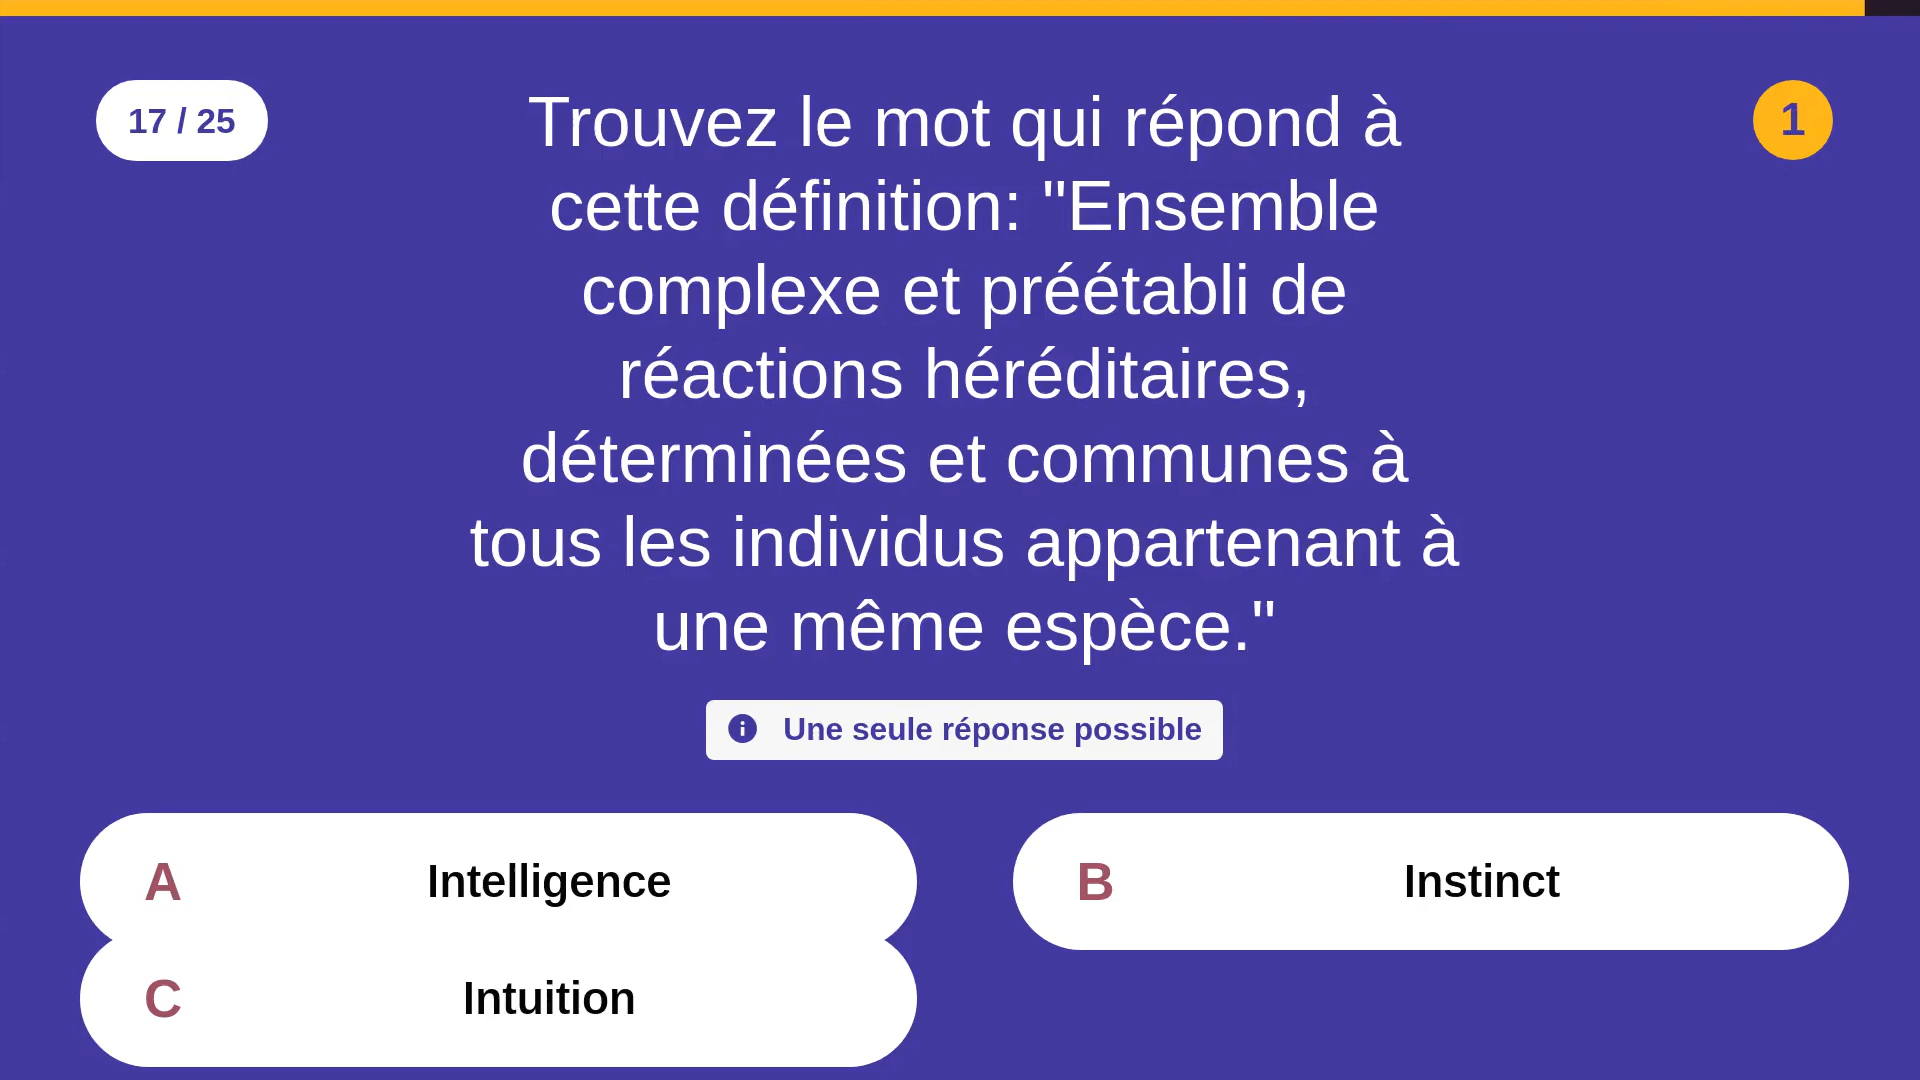 17 / 25
1
Trouvez le mot qui répond à
cette définition: "Ensemble
complexe et préétabli de
réactions héréditaires,
déterminées et communes à
tous les individus appartenant à
une même espèce."
Une seule réponse possible
A Intelligence
B Instinct
C Intuition